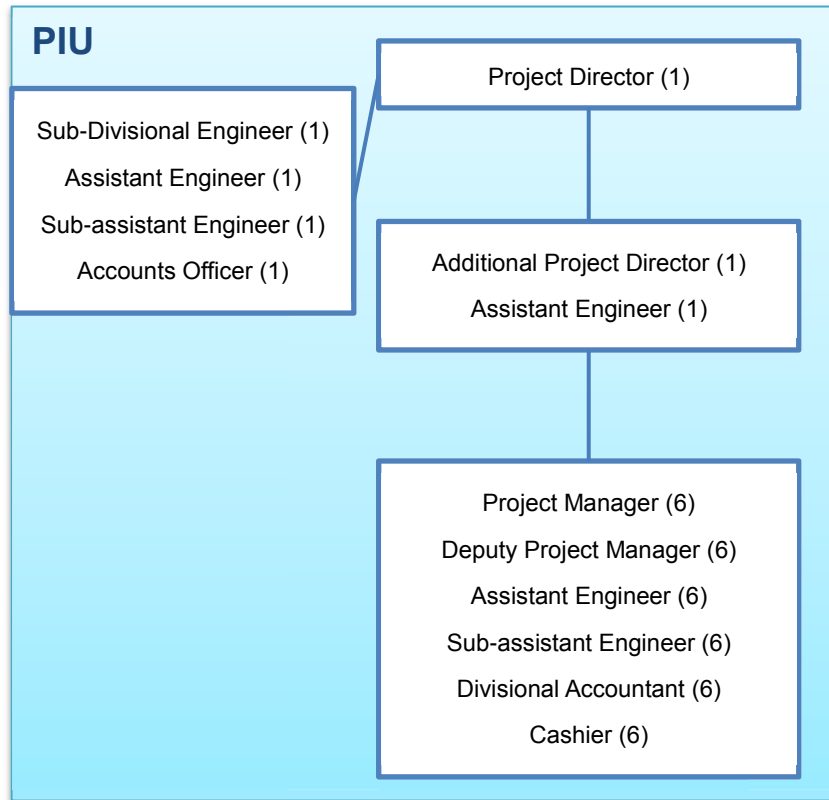 PIU
Project Director (1)
Sub-Divisional Engineer (1)
Assistant Engineer (1)
Sub-assistant Engineer (1)
Accounts Officer (1)
Additional Project Director (1)
Assistant Engineer (1)
Project Manager (6)
Deputy Project Manager (6)
Assistant Engineer (6)
Sub-assistant Engineer (6)
Divisional Accountant (6)
Cashier (6)